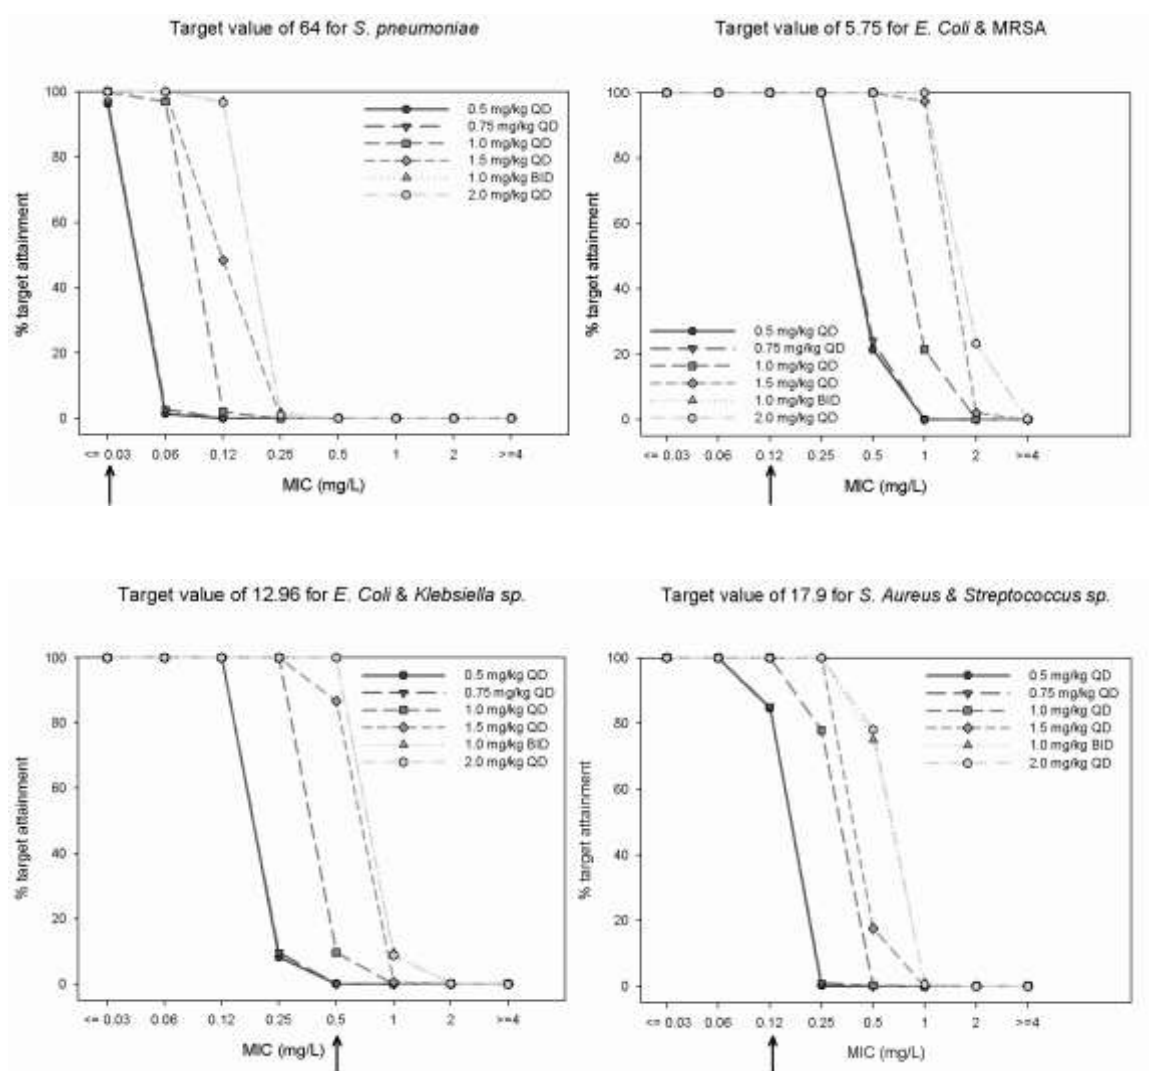 Target value of 64 for S. pneumoniae
% target attainment
100
80
60
40
20
0
0.5 mg/kg QD
0.75 mg/kg QD
1.0 mg/kg QD
1.5 mg/kg QD
1.0 mg/kg BID
2.0 mg/kg QD
<= 0.03 0.06 0.12 0.25 0.5 1 2 >=4
MIC (mg/L)
Target value of 5.75 for E. Coli & MRSA
% target attainment
100
80
60
40
20
0
0.5 mg/kg QD
0.75 mg/kg QD
1.0 mg/kg QD
1.5 mg/kg QD
1.0 mg/kg BID
2.0 mg/kg QD
<= 0.03 0.06 0.12 0.25 0.5 1 2 >=4
MIC (mg/L)
Target value of 12.96 for E. Coli & Klebsiella sp.
% target attainment
100
80
60
40
20
0
0.5 mg/kg QD
0.75 mg/kg QD
1.0 mg/kg QD
1.5 mg/kg QD
1.0 mg/kg BID
2.0 mg/kg QD
<= 0.03 0.06 0.12 0.25 0.5 1 2 >=4
MIC (mg/L)
Target value of 17.9 for S. Aureus & Streptococcus sp.
% target attainment
100
80
60
40
20
0
0.5 mg/kg QD
0.75 mg/kg QD
1.0 mg/kg QD
1.5 mg/kg QD
1.0 mg/kg BID
2.0 mg/kg QD
<= 0.03 0.06 0.12 0.25 0.5 1 2 >=4
MIC (mg/L)